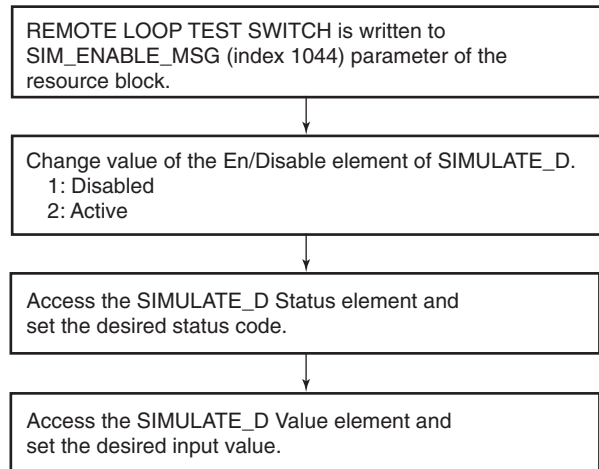 REMOTE LOOP TEST SWITCH is written to
SIM_ENABLE_MSG (index 1044) parameter of the
resource block.
Change value of the En/Disable element of SIMULATE_D.
1: Disabled
2: Active
Access the SIMULATE_D Status element and
set the desired status code.
Access the SIMULATE_D Value element and
set the desired input value.